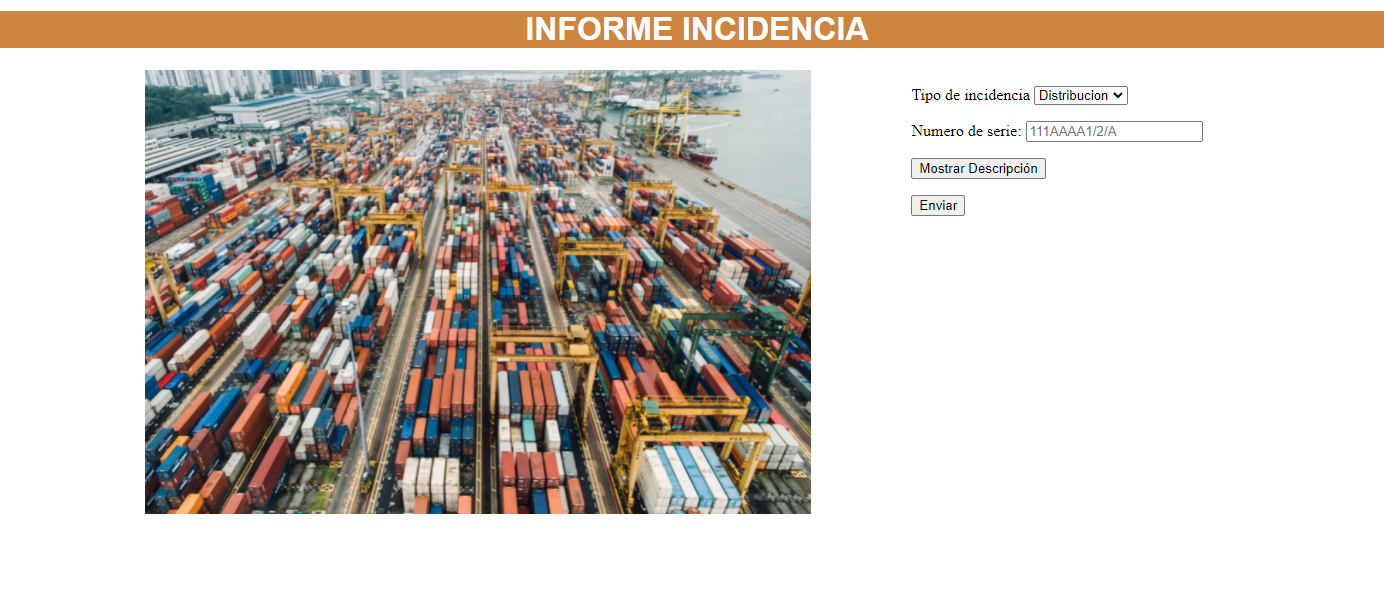 INFORME INCIDENCIA
Tipo de incidencia Distribucion
Numero de serie: 111AAAA1/2/A
Mostrar Descripción
Enviar